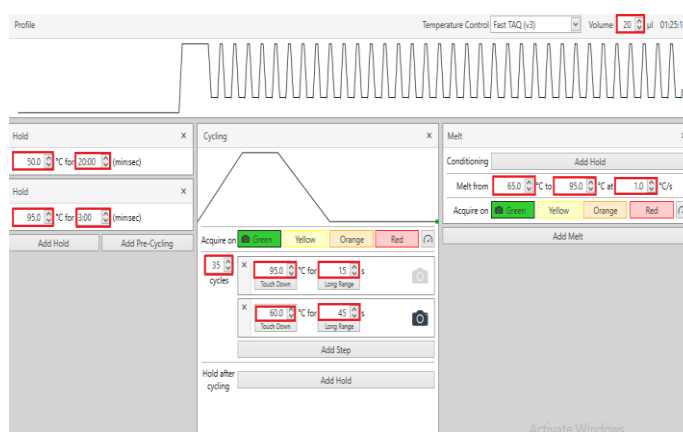 Profile Temperature Control Fast TAQ (v3) Volume 20 µl 01:25:1
Hold x
50.0 °C for 20:00 (min:sec)
Hold x
95.0 °C for 3:00 (min:sec)
Add Hold Add Pre-Cycling
Cycling x
Acquire on Green Yellow Orange Red
35 cycles
x 95.0 °C for 15 s
Touch Down Long Range
x 60.0 °C for 45 s
Touch Down Long Range
Add Step
Hold after
cycling
Add Hold
Melt
Conditioning Add Hold
Melt from 65.0 °C to 95.0 °C at 1.0 °C/s
Acquire on Green Yellow Orange Red
Add Melt
Activate Windows